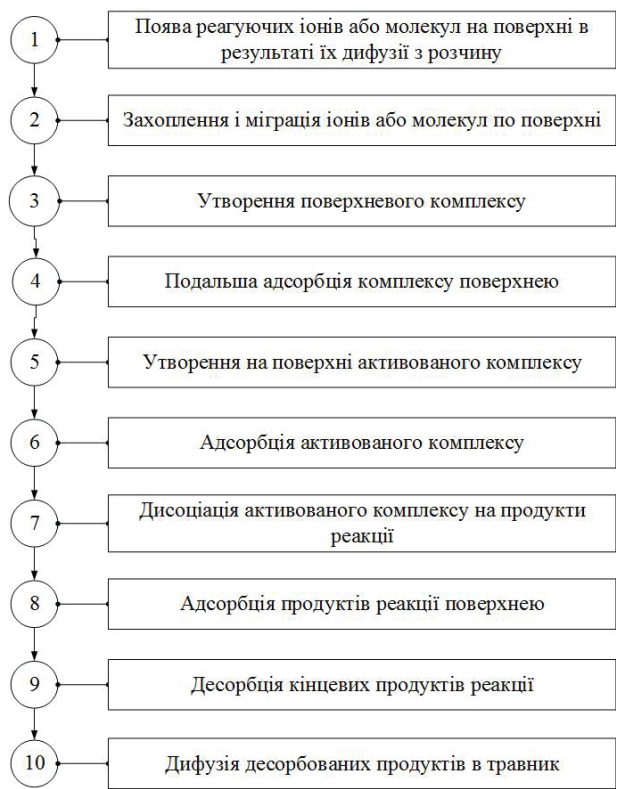 1
Поява реагуючих іонів або молекул на поверхні в
результаті їх дифузії з розчину
2
Захоплення і міграція іонів або молекул по поверхні
3
Утворення поверхневого комплексу
4
Подальша адсорбція комплексу поверхнею
5
Утворення на поверхні активованого комплексу
6
Адсорбція активованого комплексу
7
Дисоціація активованого комплексу на продукти
реакції
8
Адсорбція продуктів реакції поверхнею
9
Десорбція кінцевих продуктів реакції
10
Дифузія десорбованих продуктів в травник